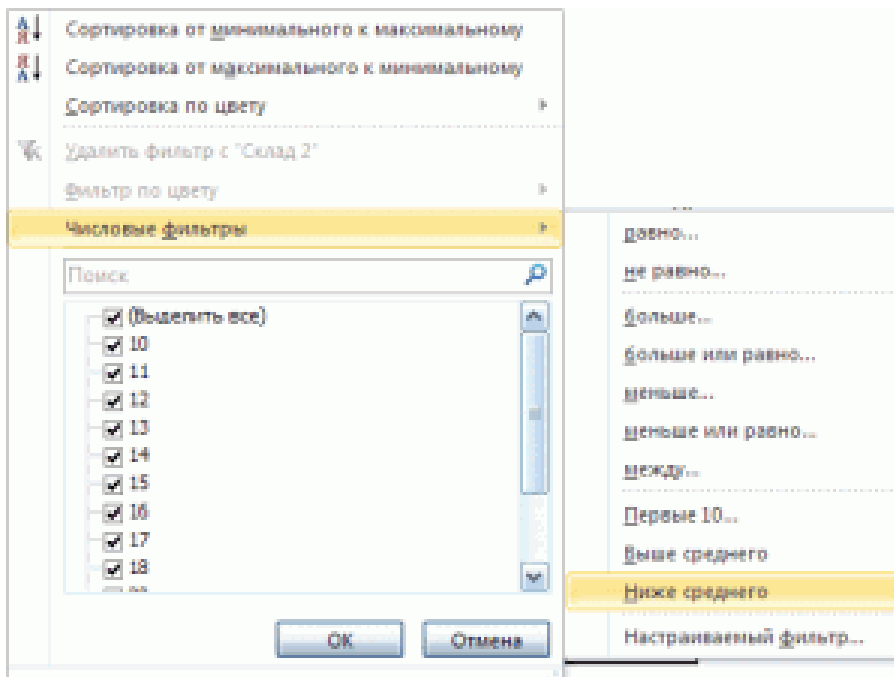 Сортировка от минимального к максимальному
Сортировка от максимального к минимальному
Сортировка по цвету
Удалить фильтр с "Склад 2"
Фильтр по цвету
Числовые фильтры
Поиск
(Выделить все)
10
11
12
13
14
15
16
17
18
ОК
Отмена
равно...
не равно...
больше...
больше или равно...
меньше...
меньше или равно...
между...
Первые 10...
Выше среднего
Ниже среднего
Настраиваемый фильтр...